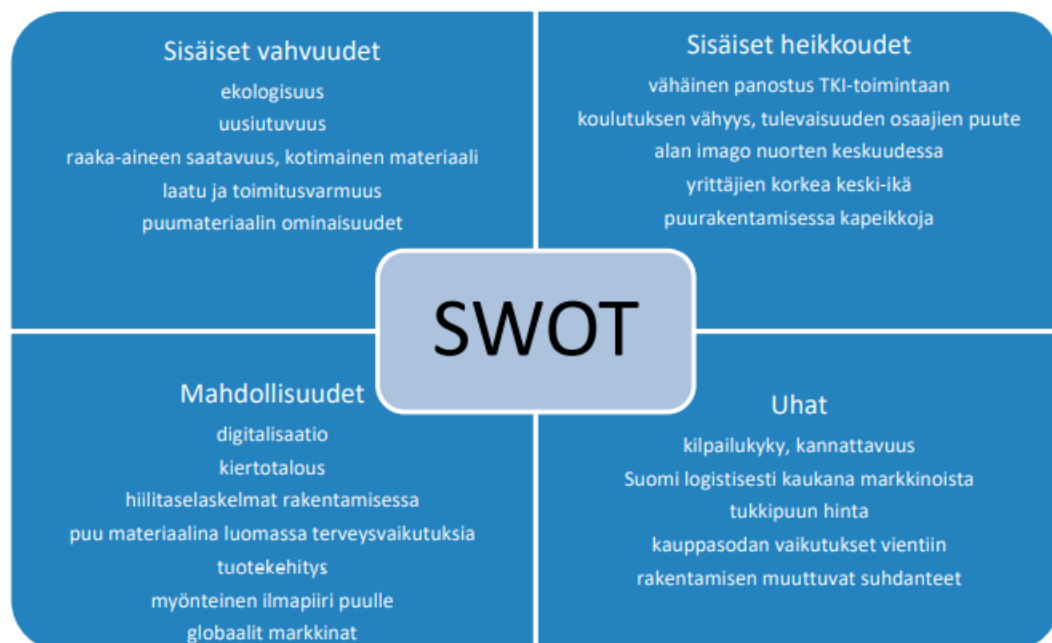 Sisäiset vahvuudet
ekologisuus
uusiutuvuus
raaka-aineen saatavuus, kotimainen materiaali
laatu ja toimitusvarmuus
puumateriaalin ominaisuudet
Sisäiset heikkoudet
vähäinen panostus TKI-toimintaan
koulutuksen vähyys, tulevaisuuden osaajien puute
alan imago nuorten keskuudessa
yrittäjien korkea keski-ikä
puurakentamisessa kapeikkoja
SWOT
Mahdollisuudet
digitalisaatio
kiertotalous
hiilitaselaskelmat rakentamisessa
puu materiaalina luomassa terveysvaikutuksia
tuotekehitys
myönteinen ilmapiiri puulle
globaalit markkinat
Uhat
kilpailukyky, kannattavuus
Suomi logistisesti kaukana markkinoista
tukkipuun hinta
kauppasodan vaikutukset vientiin
rakentamisen muuttuvat suhdanteet